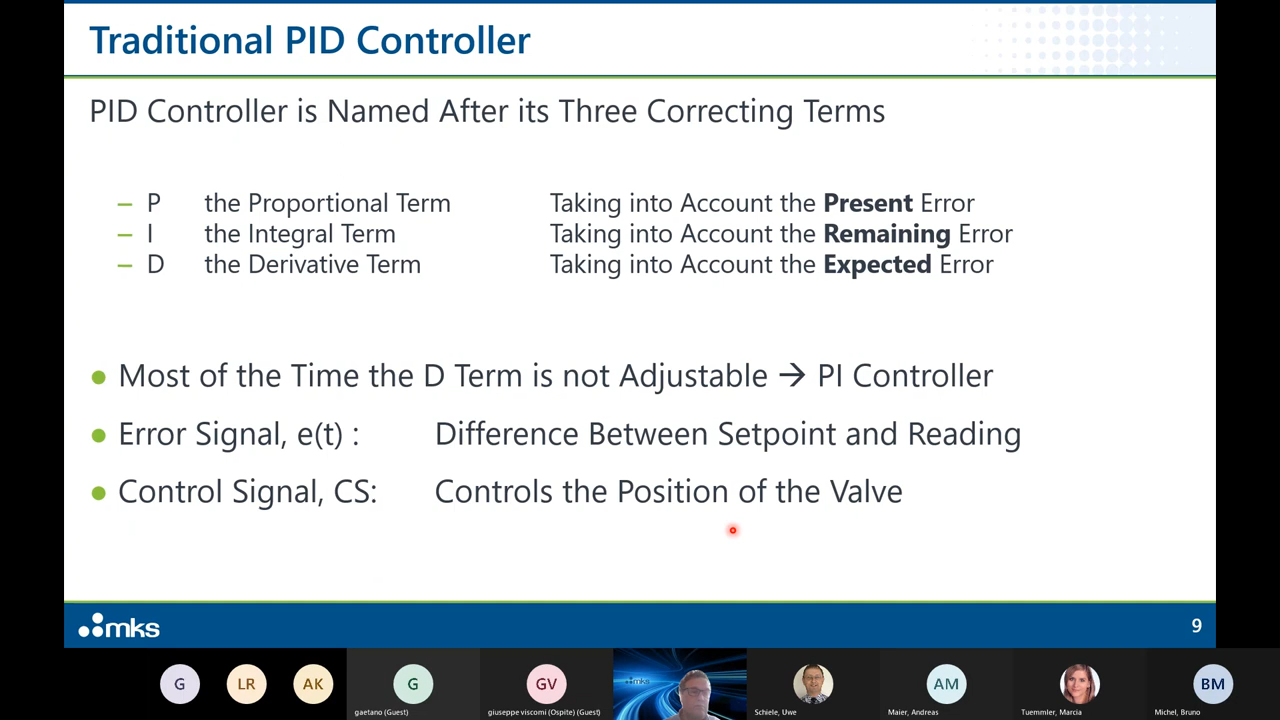 Traditional PID Controller
PID Controller is Named After its Three Correcting Terms
– P the Proportional Term Taking into Account the Present Error
– I the Integral Term Taking into Account the Remaining Error
– D the Derivative Term Taking into Account the Expected Error
• Most of the Time the D Term is not Adjustable → PI Controller
• Error Signal, e(t) : Difference Between Setpoint and Reading
• Control Signal, CS: Controls the Position of the Valve
mks
9
G LR AK G GV mks AM BM
gaetano (Guest) giuseppe viscomi (Ospite) (Guest) Schiele, Uwe Maier, Andreas Tuemmler, Marcia Michel, Bruno